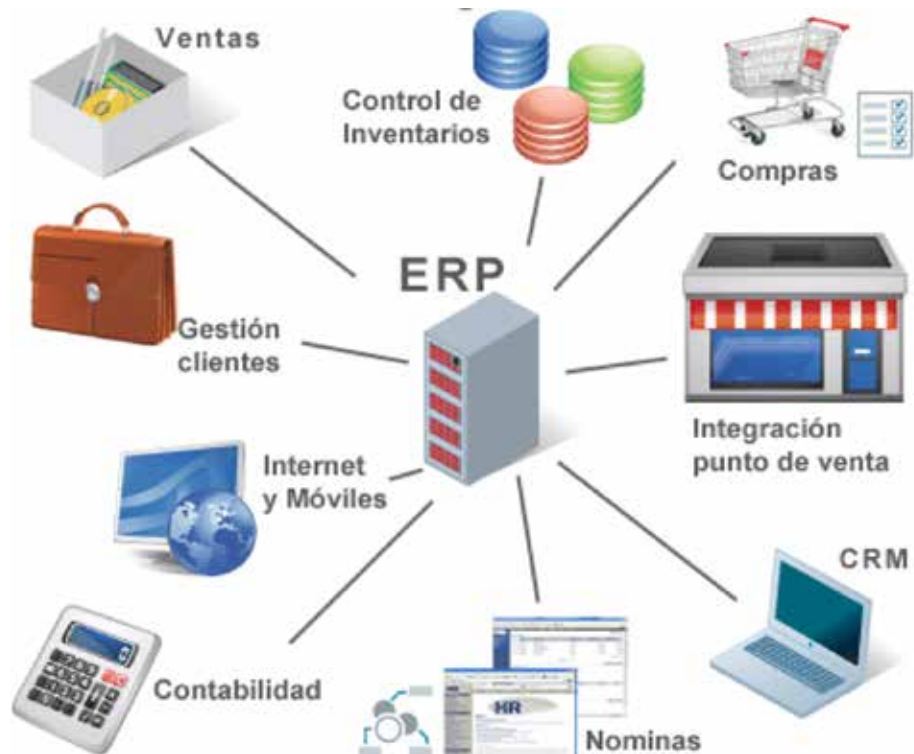 Ventas
Control de
Inventarios
Compras
ERP
Gestión
clientes
Integración
punto de venta
Internet
y Móviles
CRM
Contabilidad
HR
Nominas